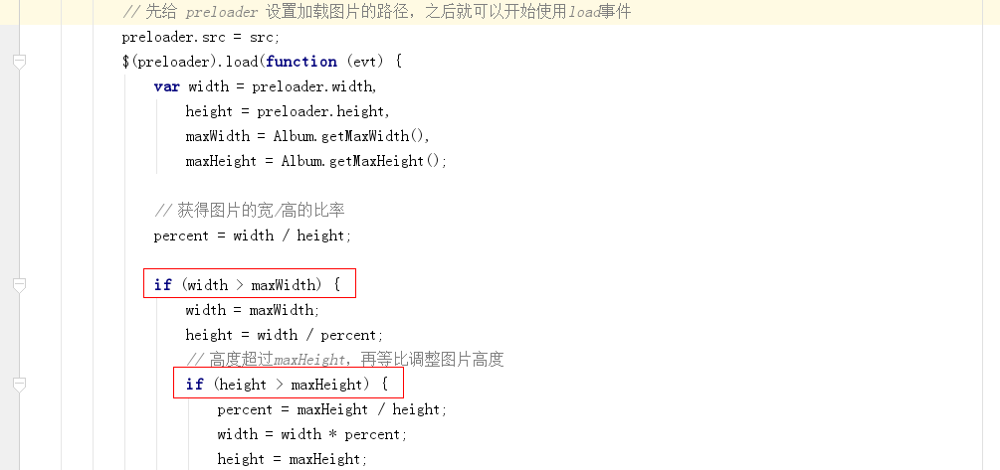 // 先给 preloader 设置加载图片的路径，之后就可以开始使用load事件
preloader.src = src;
$(preloader).load(function (evt) {
var width = preloader.width,
height = preloader.height,
maxWidth = Album.getMaxWidth(),
maxHeight = Album.getMaxHeight();
// 获得图片的宽/高的比率
percent = width / height;
if (width > maxWidth) {
width = maxWidth;
height = width / percent;
// 高度超过maxHeight，再等比调整图片高度
if (height > maxHeight) {
percent = maxHeight / height;
width = width * percent;
height = maxHeight;